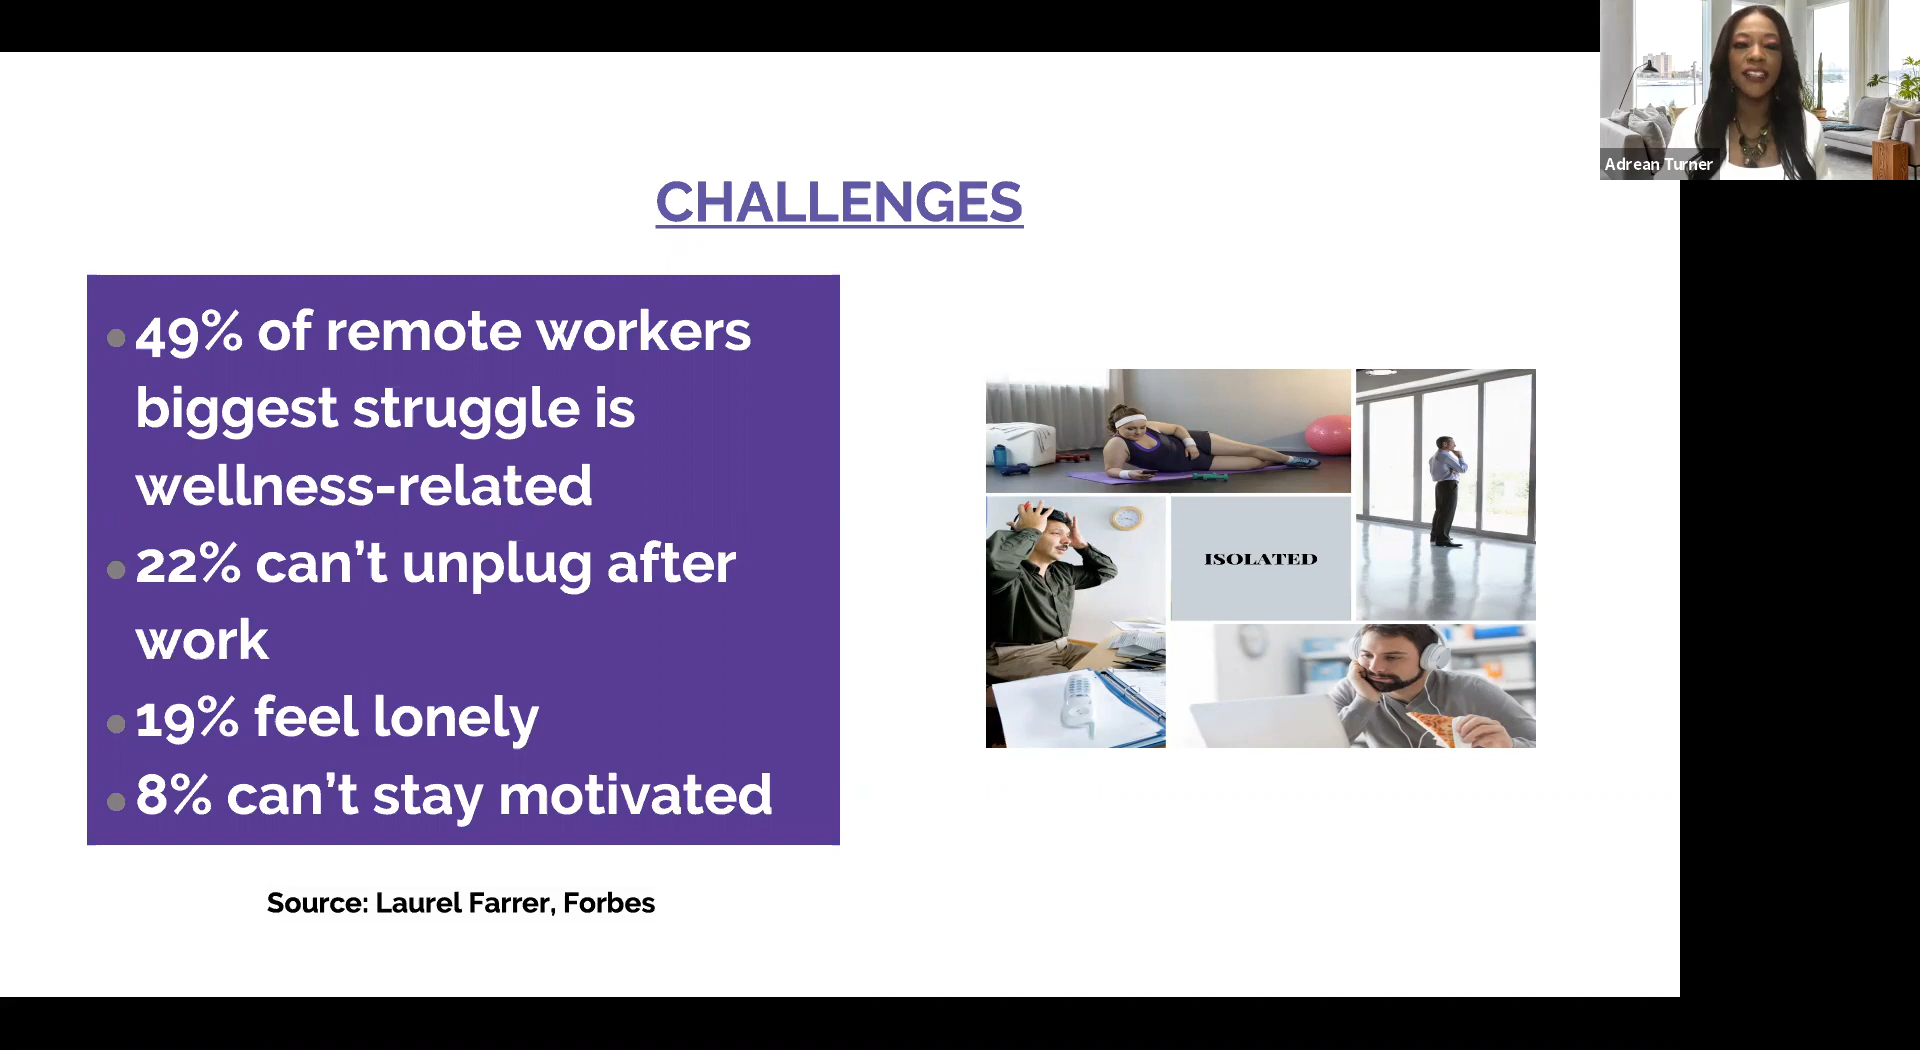 Adrean Turner
CHALLENGES
49% of remote workers
biggest struggle is
wellness-related
22% can’t unplug after
work
19% feel lonely
8% can’t stay motivated
ISOLATED
Source: Laurel Farrer, Forbes